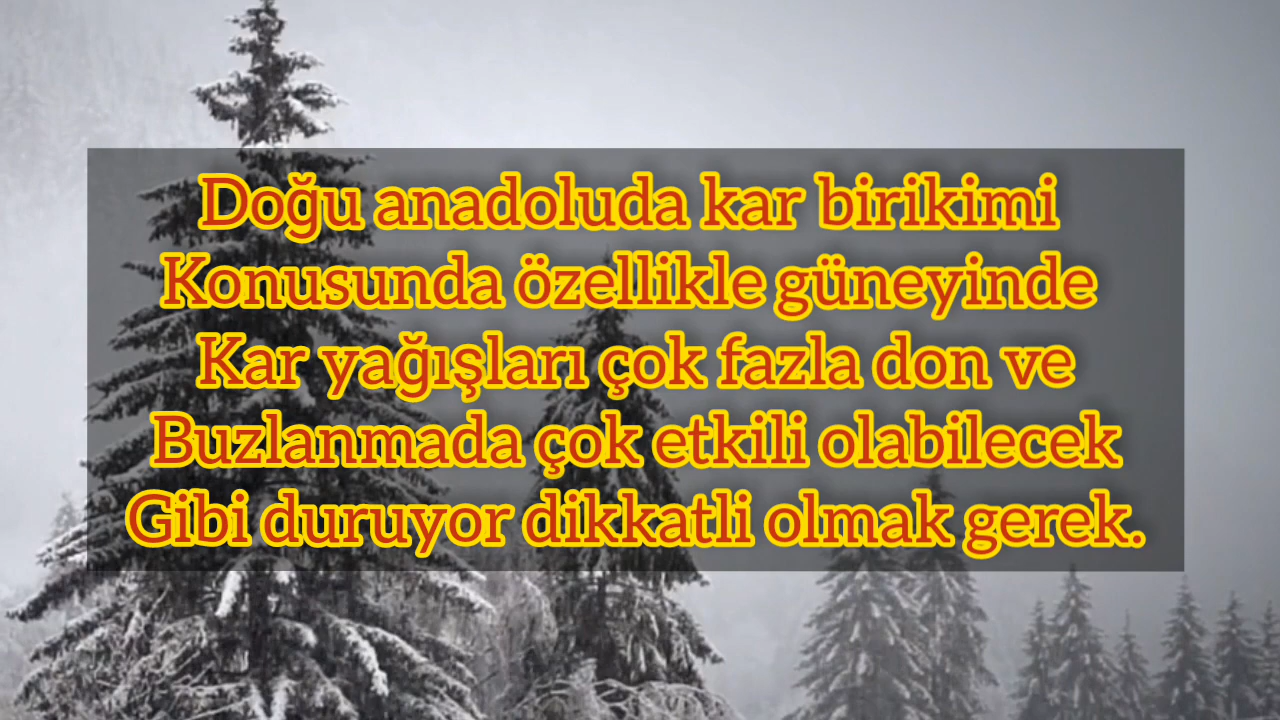 Doğu anadoluda kar birikimi
Konusunda özellikle güneyinde
Kar yağışları çok fazla don ve
Buzlanmada çok etkili olabilecek
Gibi duruyor dikkatli olmak gerek.